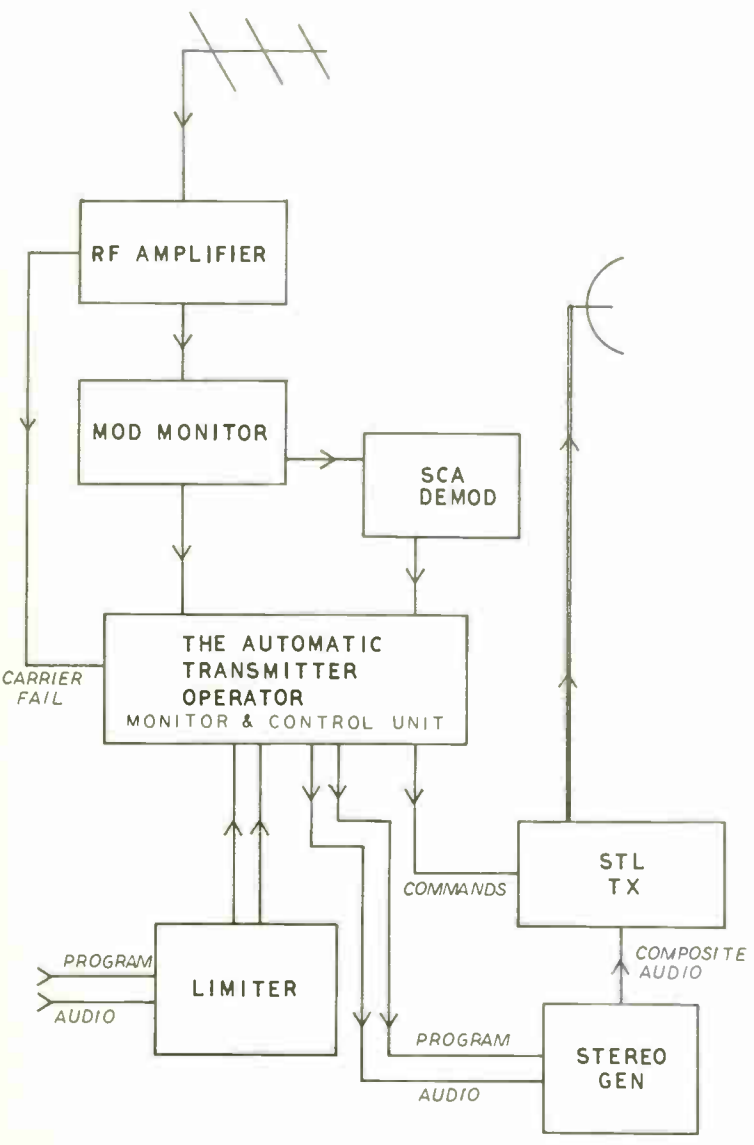 RF AMPLIFIER
MOD MONITOR
SCA
DEMOD
THE AUTOMATIC
TRANSMITTER
OPERATOR
MONITOR & CONTROL UNIT
CARRIER
FAIL
COMMANDS
STL
TX
PROGRAM
AUDIO
LIMITER
COMPOSITE
AUDIO
PROGRAM
AUDIO
STEREO
GEN